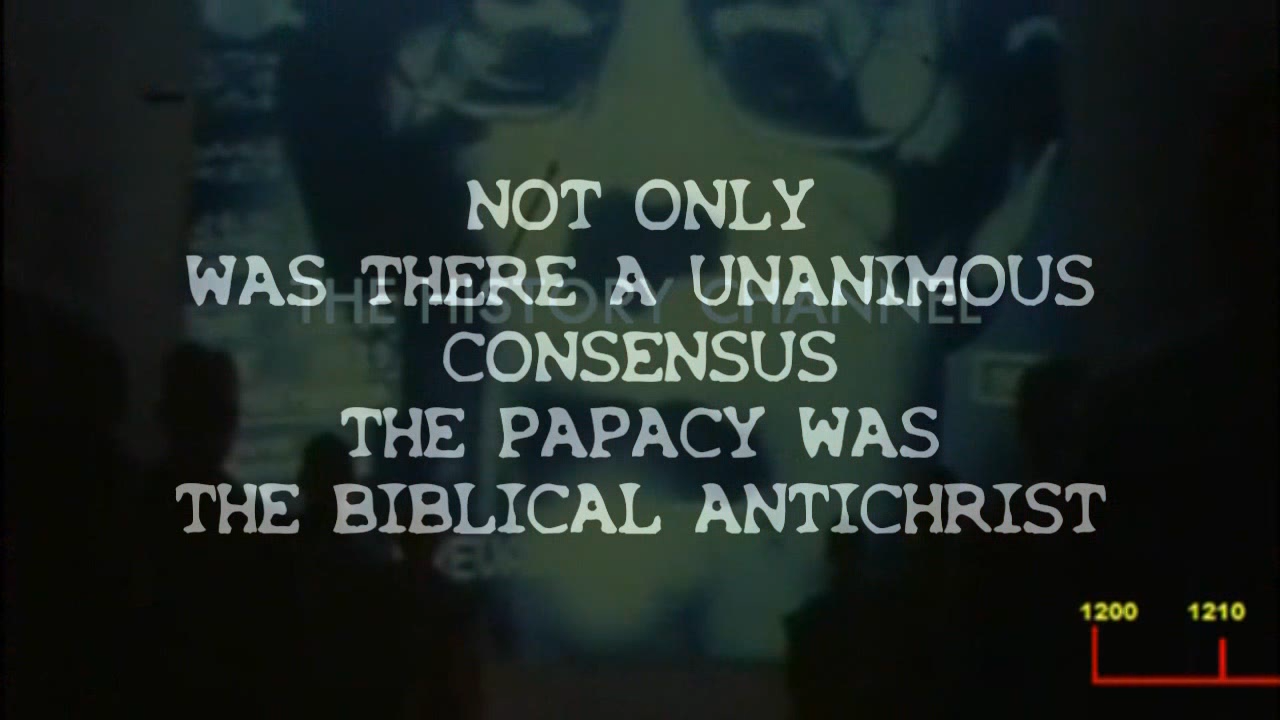 NOT ONLY
WAS THERE A UNANIMOUS
THE HISTORY CHANNEL
CONSENSUS
THE PAPACY WAS
THE BIBLICAL ANTICHRIST
1200 1210